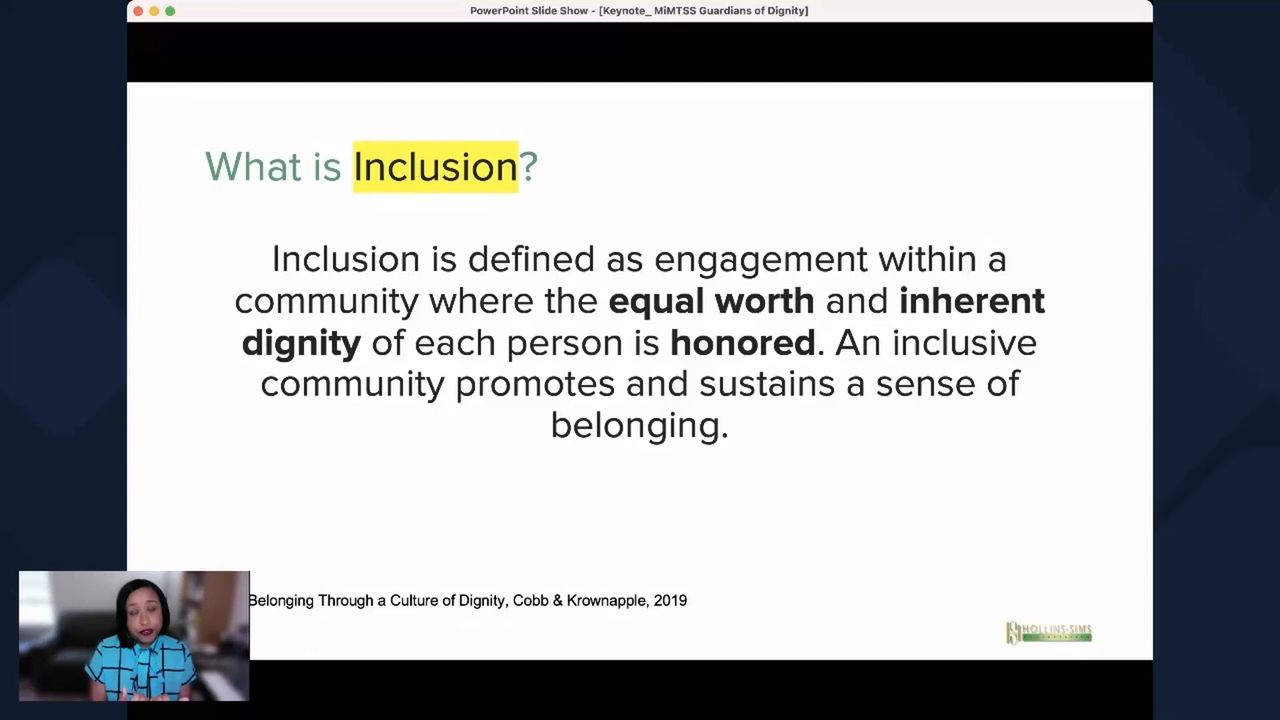 PowerPoint Slide Show - [Keynote_ MiMTSS Guardians of Dignity]
What is Inclusion?
Inclusion is defined as engagement within a
community where the equal worth and inherent
dignity of each person is honored. An inclusive
community promotes and sustains a sense of
belonging.
Belonging Through a Culture of Dignity, Cobb & Krownapple, 2019
HOLLINS-SIMS